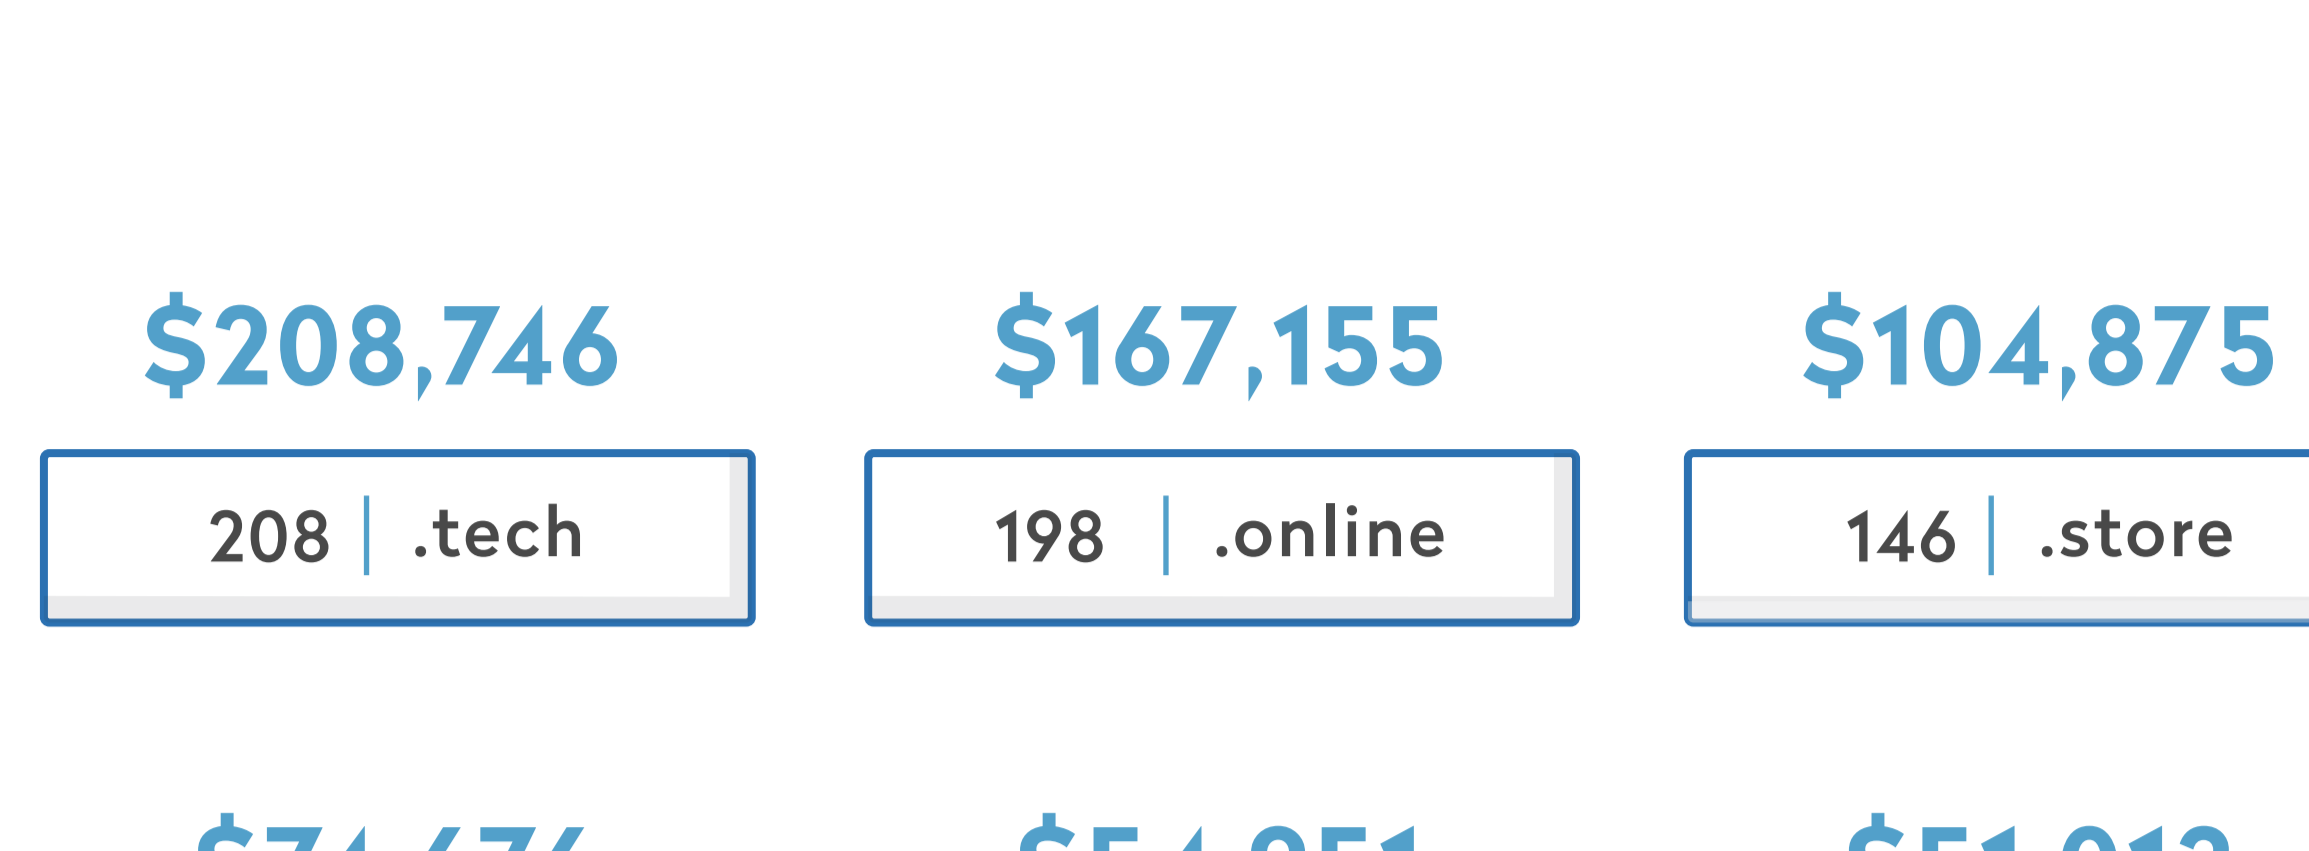 $208,746 $167,155 $104,875
208 | .tech 198 | .online 146 | .store